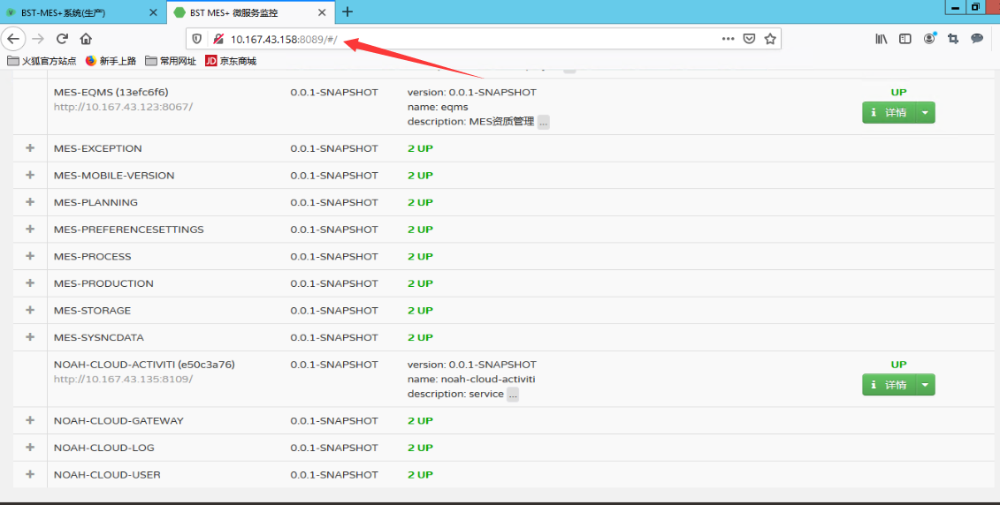 BST-MES+系统(生产)
BST MES+ 微服务监控
10.167.43.158:8089/#/
火狐官方站点 新手上路 常用网址 JD 京东商城
MES-EQMS (13efc6f6) 0.0.1-SNAPSHOT version: 0.0.1-SNAPSHOT UP
http://10.167.43.123:8067/ name: eqms 详情
description: MES资质管理 ...
MES-EXCEPTION 0.0.1-SNAPSHOT 2 UP
MES-MOBILE-VERSION 0.0.1-SNAPSHOT 2 UP
MES-PLANNING 0.0.1-SNAPSHOT 2 UP
MES-PREFERENCESETTINGS 0.0.1-SNAPSHOT 2 UP
MES-PROCESS 0.0.1-SNAPSHOT 2 UP
MES-PRODUCTION 0.0.1-SNAPSHOT 2 UP
MES-STORAGE 0.0.1-SNAPSHOT 2 UP
MES-SYSNCDATA 0.0.1-SNAPSHOT 2 UP
NOAH-CLOUD-ACTIVITI (e50c3a76) 0.0.1-SNAPSHOT version: 0.0.1-SNAPSHOT UP
http://10.167.43.135:8109/ name: noah-cloud-activiti 详情
description: service ...
NOAH-CLOUD-GATEWAY 0.0.1-SNAPSHOT 2 UP
NOAH-CLOUD-LOG 0.0.1-SNAPSHOT 2 UP
NOAH-CLOUD-USER 0.0.1-SNAPSHOT 2 UP